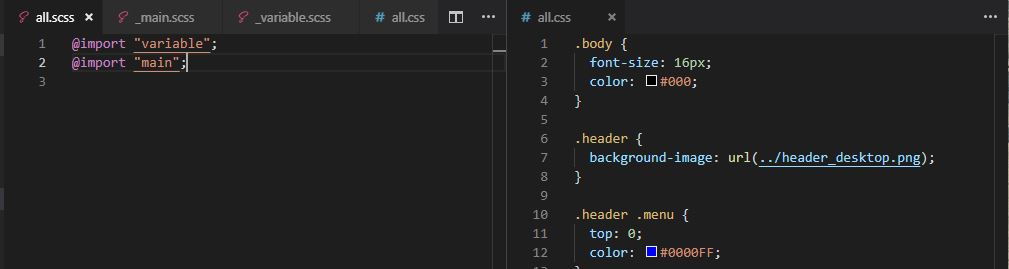 all.scss × _main.scss _variable.scss # all.css ...
1 @import "variable";
2 @import "main";
3
# all.css × ...
1 .body {
2 font-size: 16px;
3 color: #000;
4 }
5
6 .header {
7 background-image: url(../header_desktop.png);
8 }
9
10 .header .menu {
11 top: 0;
12 color: #0000FF;
13 }